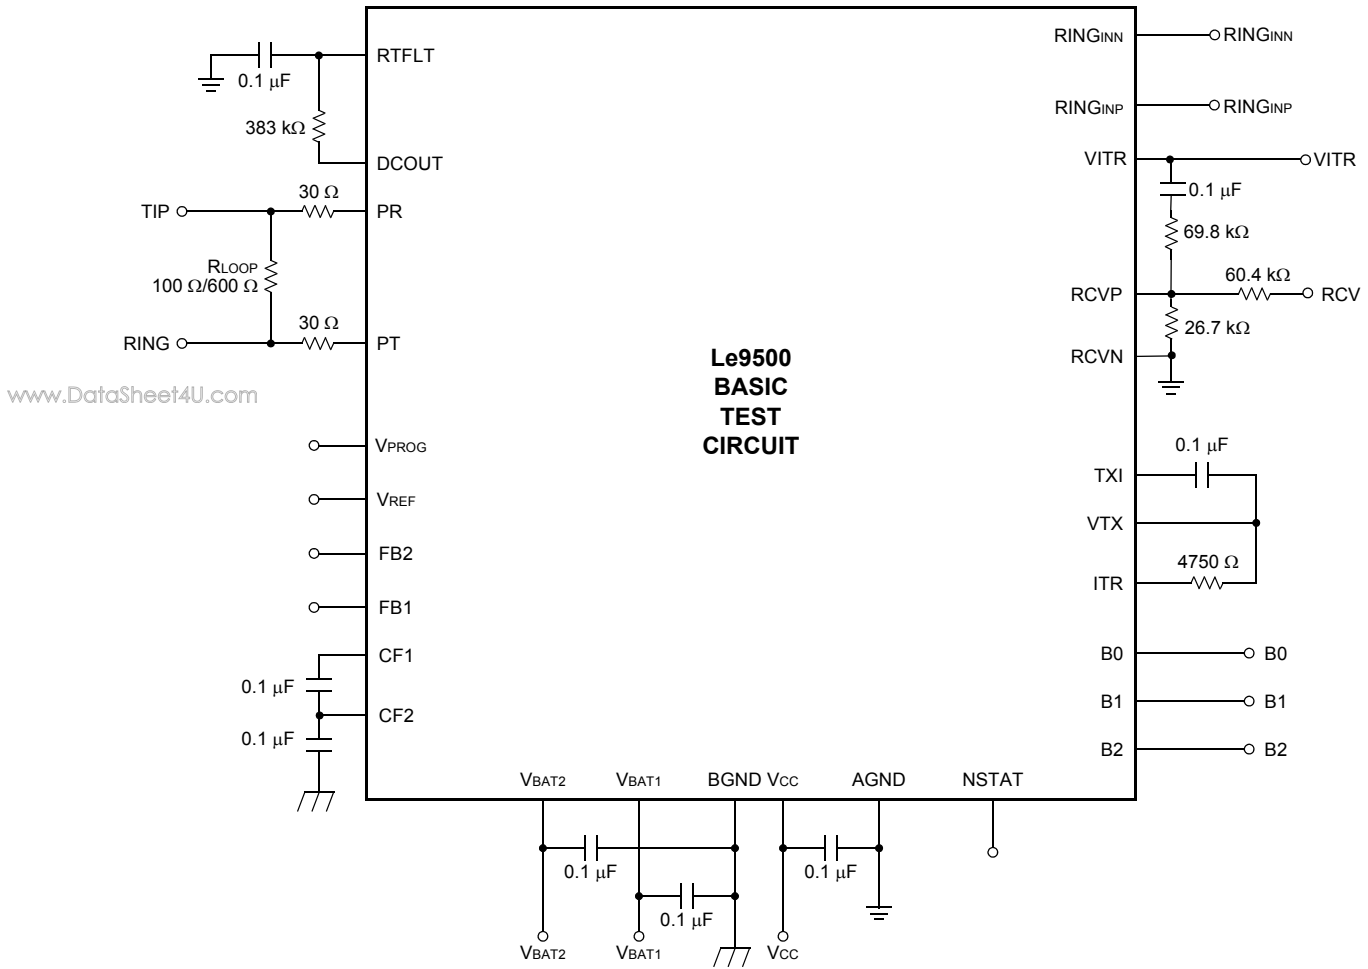 RTFLT
0.1 μF
383 kΩ
DCOUT
30 Ω
TIP
PR
RLOOP
100 Ω/600 Ω
30 Ω
RING
PT
www.DataSheet4U.com
VPROG
VREF
FB2
FB1
CF1
0.1 μF
CF2
0.1 μF
Le9500
BASIC
TEST
CIRCUIT
RINGINN
RINGINN
RINGINP
RINGINP
VITR
VITR
0.1 μF
69.8 kΩ
60.4 kΩ
RCVP
RCV
26.7 kΩ
RCVN
0.1 μF
TXI
VTX
4750 Ω
ITR
B0
B0
B1
B1
B2
B2
VBAT2
VBAT1
BGND
VCC
AGND
NSTAT
0.1 μF
0.1 μF
0.1 μF
VBAT2
VBAT1
VCC